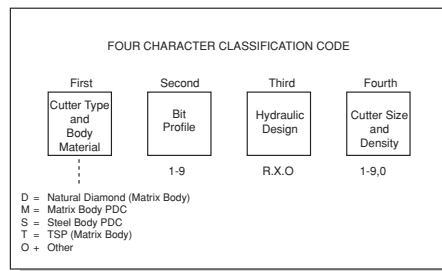 FOUR CHARACTER CLASSIFICATION CODE
First Second Third Fourth
Cutter Type
and
Body
Material
Bit
Profile
Hydraulic
Design
Cutter Size
and
Density
1-9 R.X.O 1-9,0
D = Natural Diamond (Matrix Body)
M = Matrix Body PDC
S = Steel Body PDC
T = TSP (Matrix Body)
O + Other